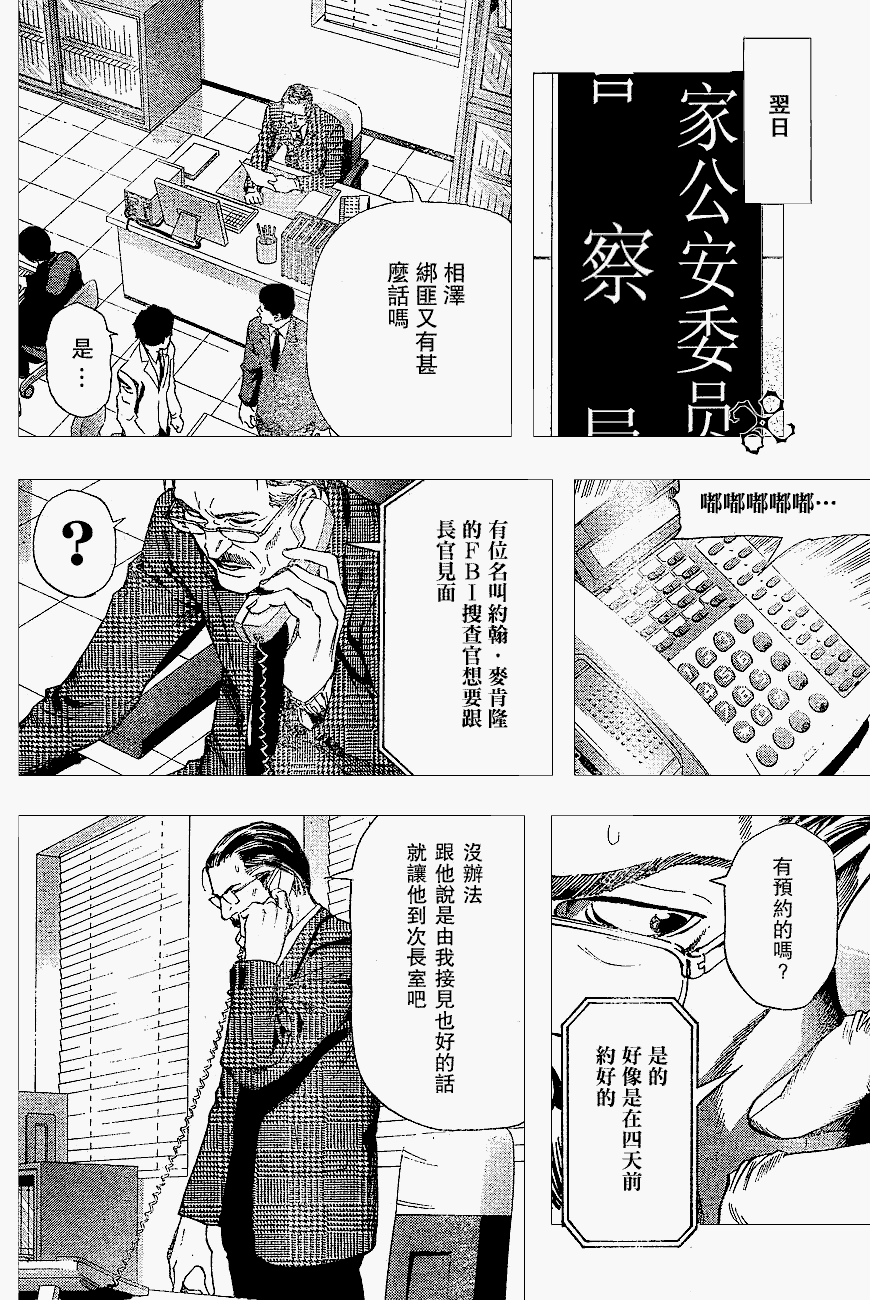 翌日
家公安委员
察
相澤
綁匪又有甚
麼話嗎
是…
嘟嘟嘟嘟嘟…
有位名叫約翰·麥肯隆
的FBI搜查官想要跟
長官見面
?
有預約的嗎?
是的
好像是在四天前
約好的
沒辦法
跟他說是由我接見也好的話
就讓他到次長室吧